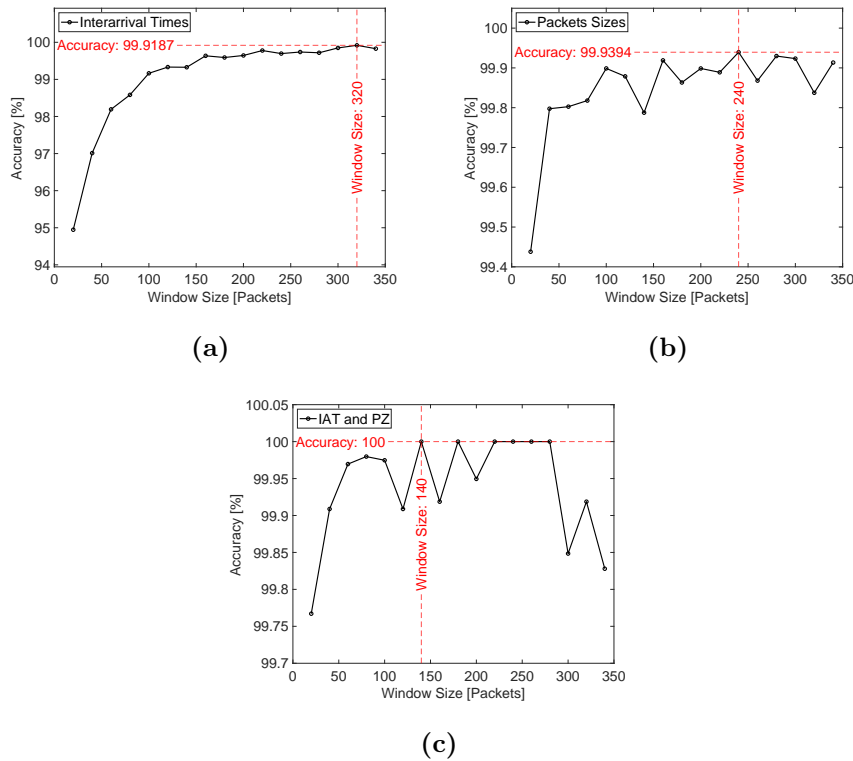 Interarrival Times
Accuracy: 99.9187
Window Size: 320
Accuracy [%]
100
99
98
97
96
95
94
0 50 100 150 200 250 300 350
Window Size [Packets]
(a)
Packets Sizes
Accuracy: 99.9394
Window Size: 240
Accuracy [%]
100
99.9
99.8
99.7
99.6
99.5
99.4
0 50 100 150 200 250 300 350
Window Size [Packets]
(b)
IAT and PZ
Accuracy: 100
Window Size: 140
Accuracy [%]
100.05
100
99.95
99.9
99.85
99.8
99.75
99.7
0 50 100 150 200 250 300 350
Window Size [Packets]
(c)